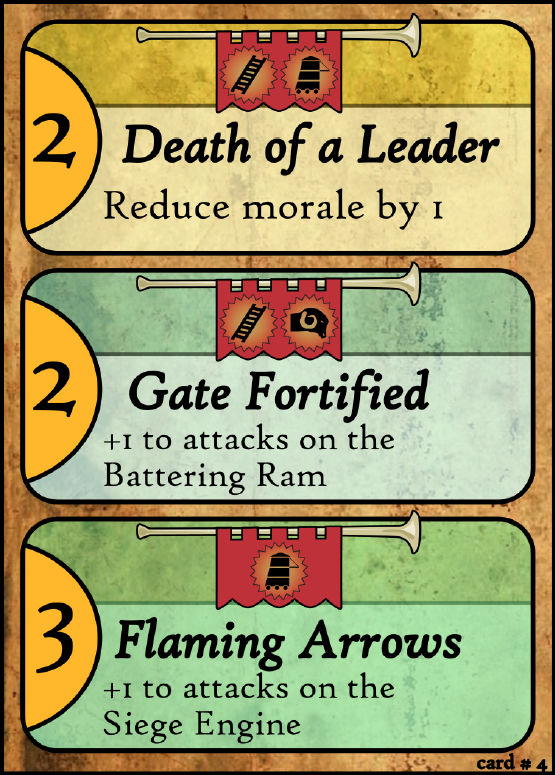 2
Death of a Leader
Reduce morale by 1
2
Gate Fortified
+1 to attacks on the
Battering Ram
3
Flaming Arrows
+1 to attacks on the
Siege Engine
card # 4